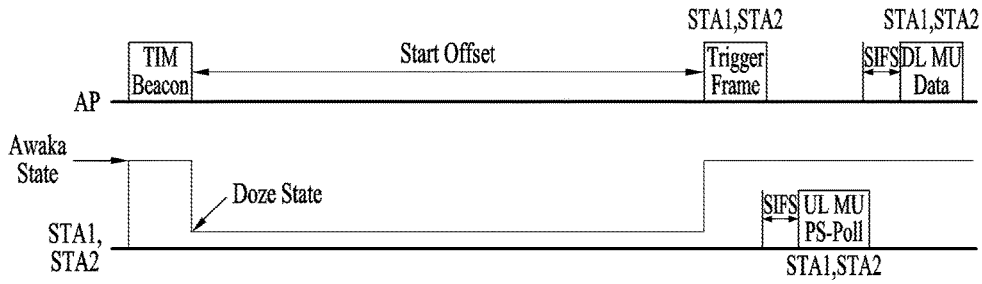 STA1,STA2
STA1,STA2
TIM
Beacon
Start Offset
Trigger
Frame
SIFS
DL MU
Data
AP
Awaka
State
Doze State
SIFS
UL MU
PS-Poll
STA1,
STA2
STA1,STA2